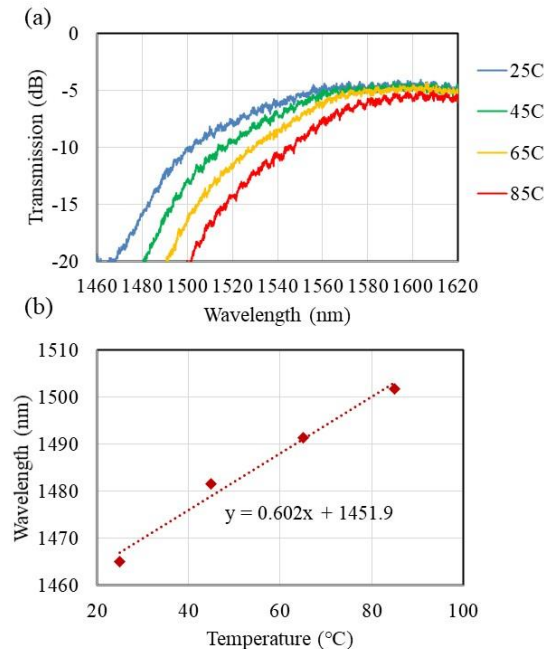 (a)
0
-5
-10
-15
-20
Transmission (dB)
1460 1480 1500 1520 1540 1560 1580 1600 1620
Wavelength (nm)
25C
45C
65C
85C
(b)
1510
1500
1490
1480
1470
1460
Wavelength (nm)
y = 0.602x + 1451.9
20 40 60 80 100
Temperature (°C)